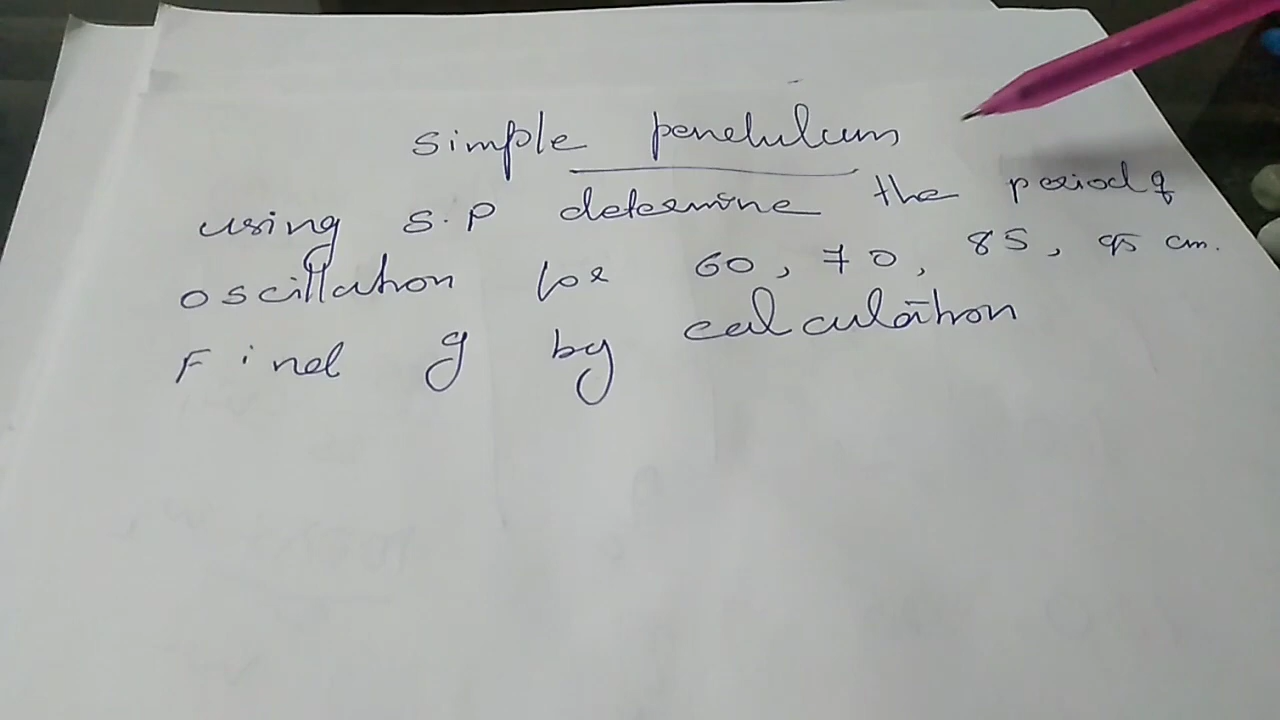 Simple pendulum
using S.P determine the period of
oscillation for 60, 70, 85, 95 cm.
Find g by calculation